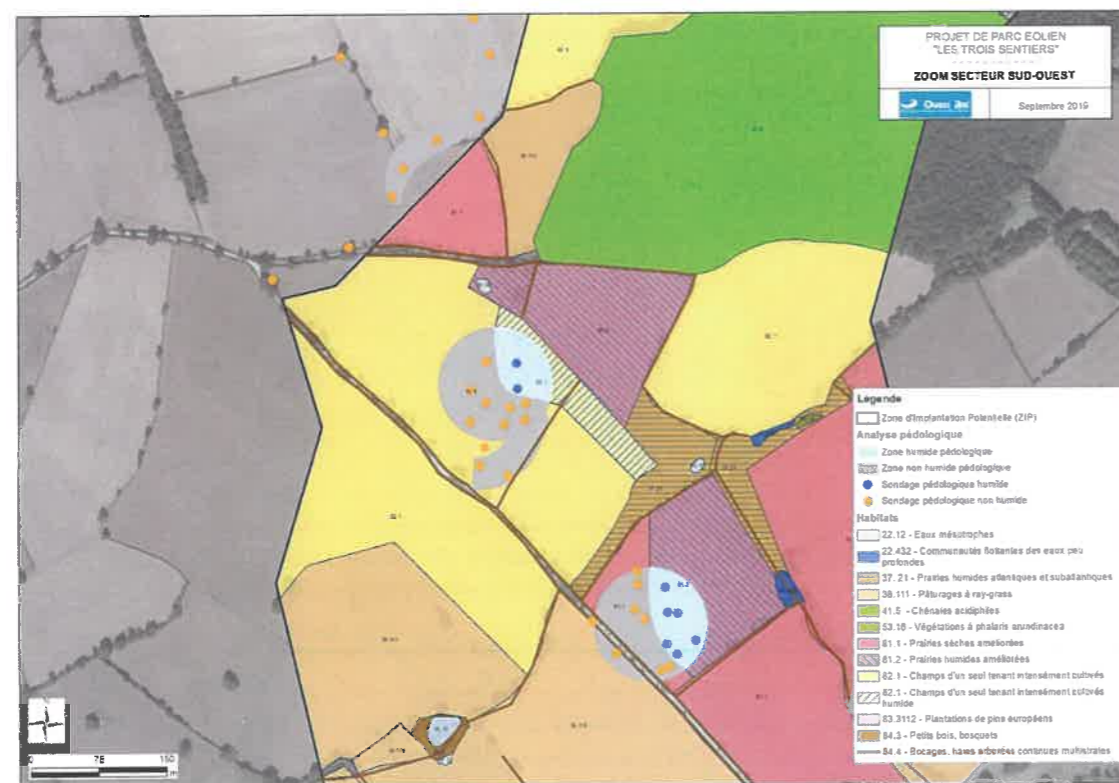 PROJET DE PARC EOLIEN
"LES TROIS SENTIERS"
ZOOM SECTEUR SUD-OUEST
Septembre 2019
Légende
Zone d'Implantation Potentielle (ZIP)
Analyse pédologique
Zone humide pédologique
Zone non humide pédologique
Sondage pédologique humide
Sondage pédologique non humide
Habitats
22.12 - Eaux mésotrophes
22.432 - Communautés flottantes des eaux peu
profondes
37.21 - Prairies humides atlantiques et subatlantiques
38.111 - Pâturages à ray-grass
41.5 - Chênaies acidiphiles
53.16 - Végétations à phalaris arundinacea
81.1 - Prairies sèches améliorées
81.2 - Prairies humides améliorées
82.1 - Champs d'un seul tenant intensément cultivés
82.1 - Champs d'un seul tenant intensément cultivés
humide
83.3112 - Plantations de pins européens
84.3 - Petits bois, bosquets
84.4 - Bocages, haies arborées continues multistrates
0 75 150
m